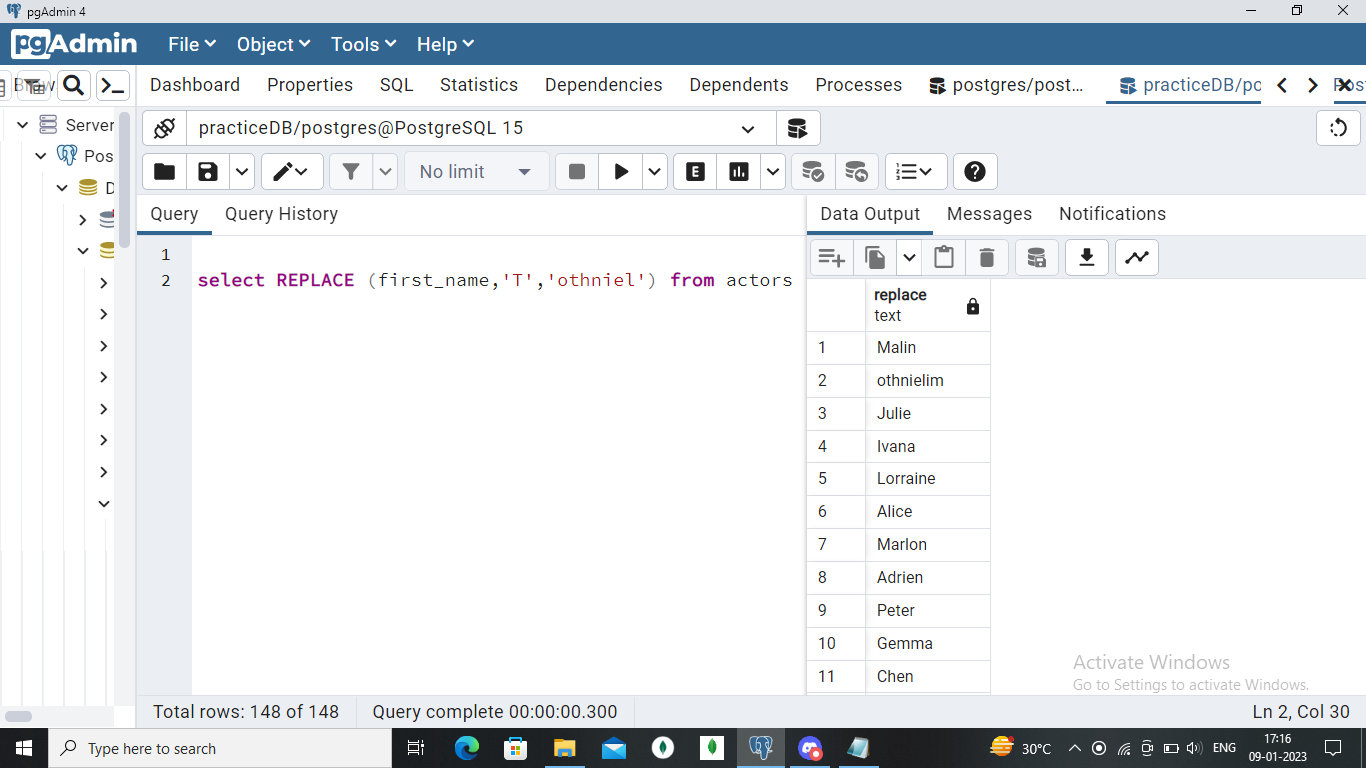 pgAdmin 4
pgAdmin File Object Tools Help
Dashboard Properties SQL Statistics Dependencies Dependents Processes postgres/post... practiceDB/po
Server
practiceDB/postgres@PostgreSQL 15
Pos
No limit
D
Query Query History
Data Output Messages Notifications
1
2 select REPLACE (first_name,'T','othniel') from actors
replace
text
1 Malin
2 othnielim
3 Julie
4 Ivana
5 Lorraine
6 Alice
7 Marlon
8 Adrien
9 Peter
10 Gemma
11 Chen
Activate Windows
Go to Settings to activate Windows.
Total rows: 148 of 148 Query complete 00:00:00.300 Ln 2, Col 30
Type here to search
30°C
ENG
17:16
09-01-2023